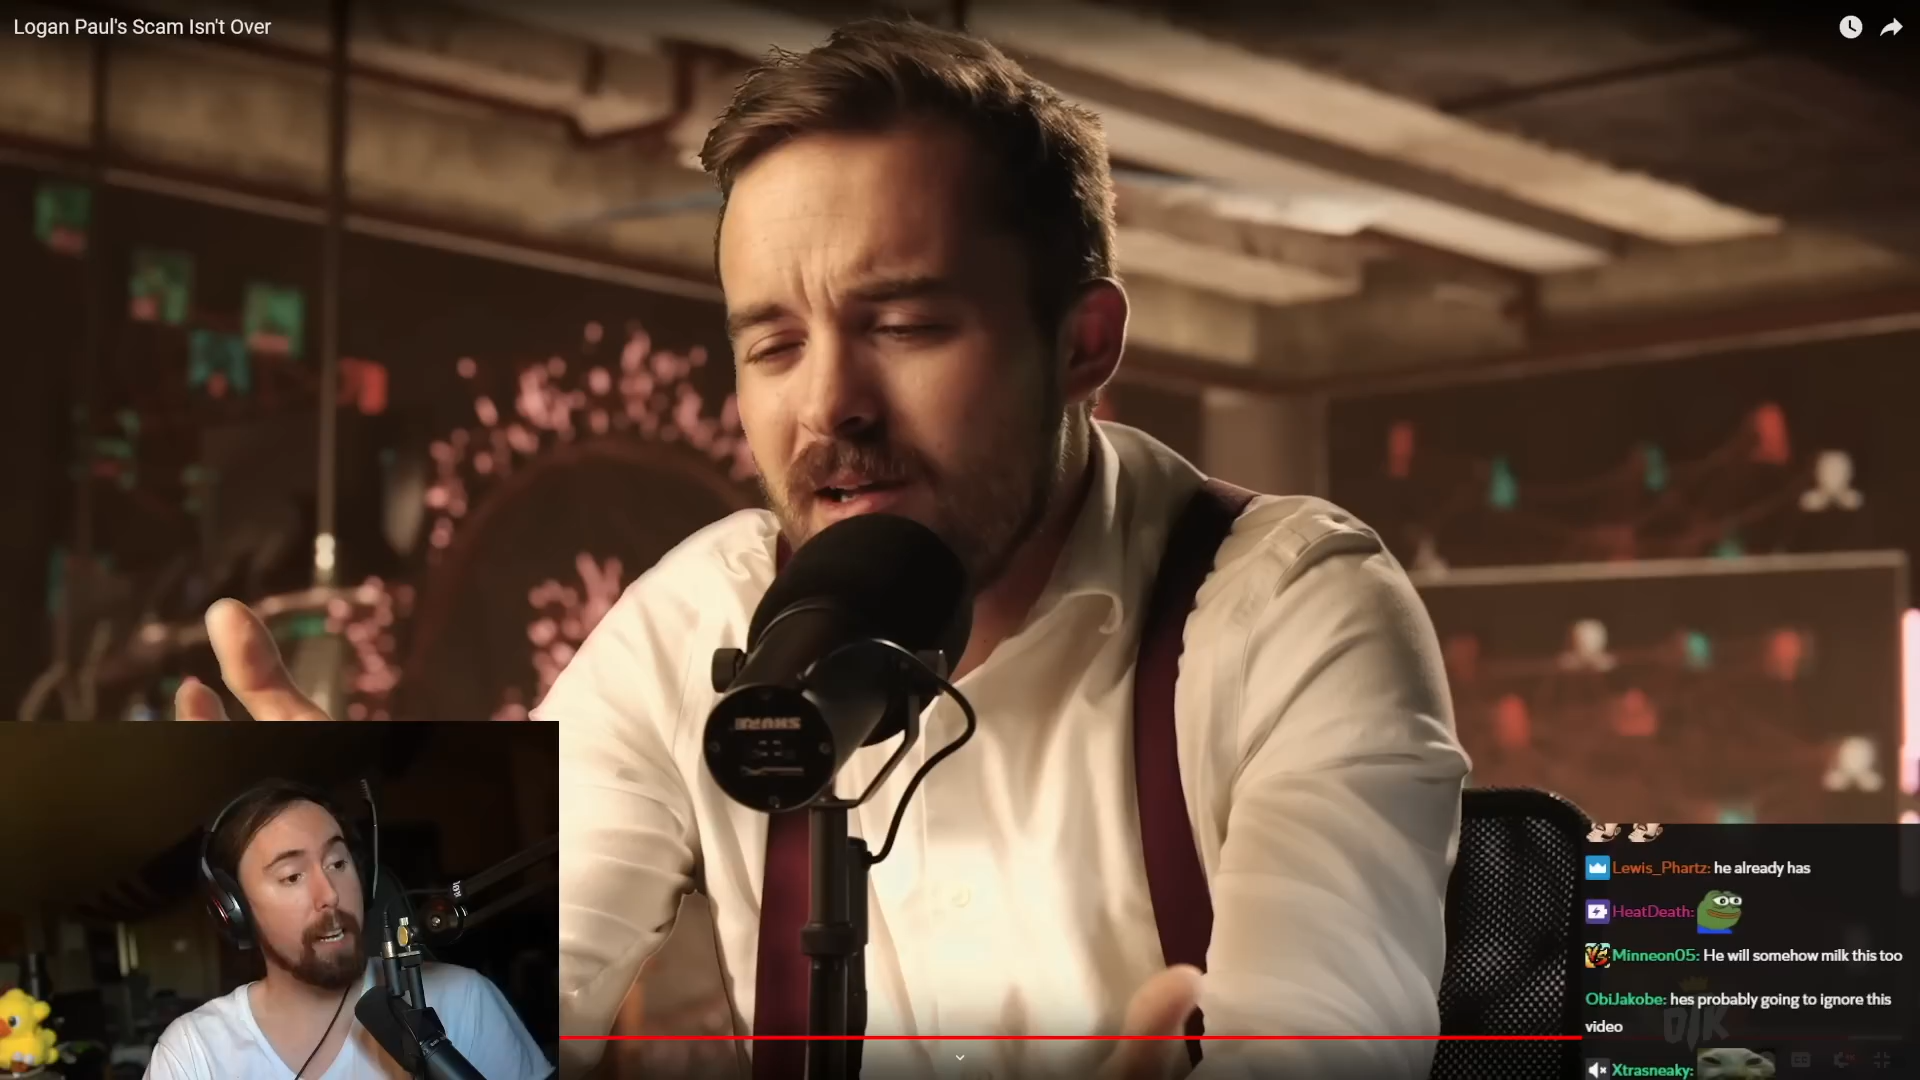 Logan Paul's Scam Isn't Over
SHURE
Lewis_Phartz: he already has
HeatDeath:
Minneon05: He will somehow milk this too
ObiJakobe: hes probably going to ignore this
video
Xtrasneaky: